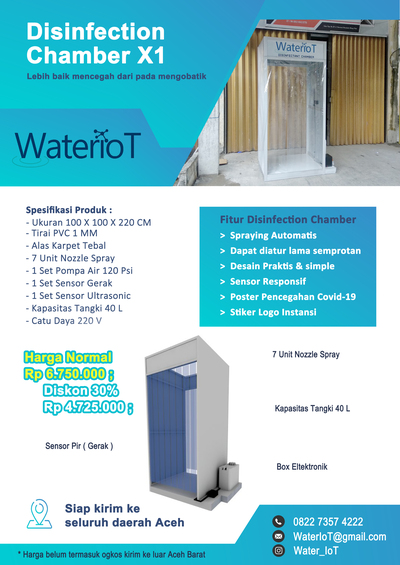 Disinfection
Chamber X1
Lebih baik mencegah dari pada mengobatik
WaterIoT
DISINFECTANT CHAMBER
WaterIoT
Spesifikasi Produk :
- Ukuran 100 X 100 X 220 CM
- Tirai PVC 1 MM
- Alas Karpet Tebal
- 7 Unit Nozzle Spray
- 1 Set Pompa Air 120 Psi
- 1 Set Sensor Gerak
- 1 Set Sensor Ultrasonic
- Kapasitas Tangki 40 L
- Catu Daya 220 V
Fitur Disinfection Chamber
> Spraying Automatis
> Dapat diatur lama semprotan
> Desain Praktis & simple
> Sensor Responsif
> Poster Pencegahan Covid-19
> Stiker Logo Instansi
Harga Normal
Rp 6.750.000 ;
Diskon 30%
Rp 4.725.000 ;
7 Unit Nozzle Spray
Kapasitas Tangki 40 L
Sensor Pir ( Gerak )
Box Eltektronik
Siap kirim ke
seluruh daerah Aceh
0822 7357 4222
WaterIoT@gmail.com
Water_IoT
* Harga belum termasuk ogkos kirim ke luar Aceh Barat